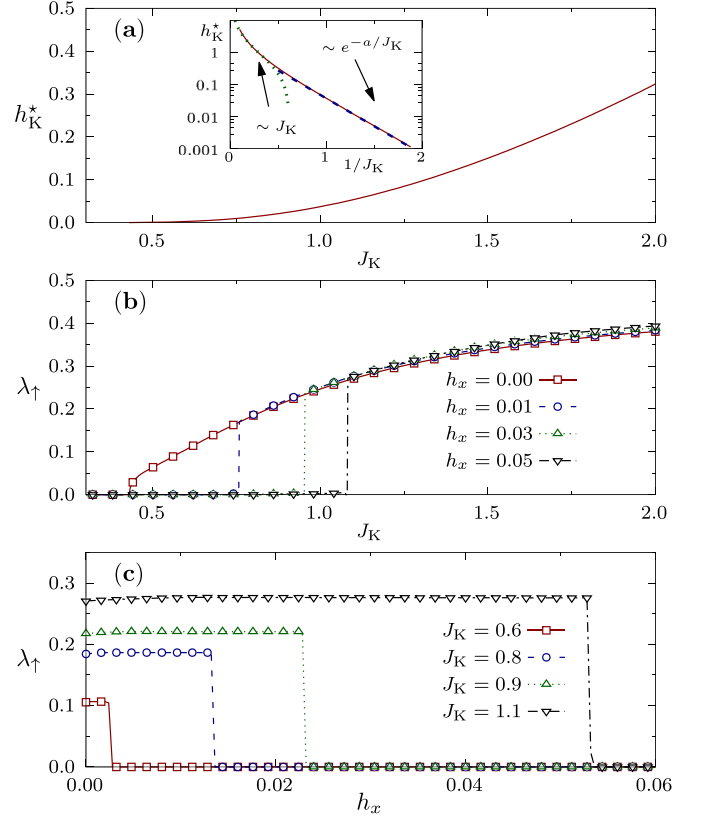 (a)
h★K
0.5
0.4
0.3
0.2
0.1
0.0
0.5
1.0
1.5
2.0
JK
h★K
1
0.1
0.01
0.001
0
1
2
1/JK
∼ JK
∼ e−a/JK
(b)
λ↑
0.5
0.4
0.3
0.2
0.1
0.0
0.5
1.0
1.5
2.0
JK
hx = 0.00
hx = 0.01
hx = 0.03
hx = 0.05
(c)
λ↑
0.3
0.2
0.1
0.0
0.00
0.02
0.04
0.06
hx
JK = 0.6
JK = 0.8
JK = 0.9
JK = 1.1